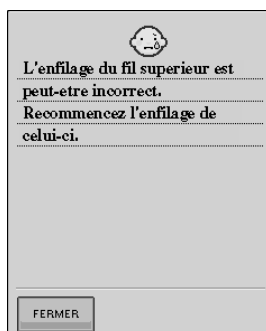 L'enfilage du fil superieur est
peut-etre incorrect.
Recommencez l'enfilage de
celui-ci.
FERMER